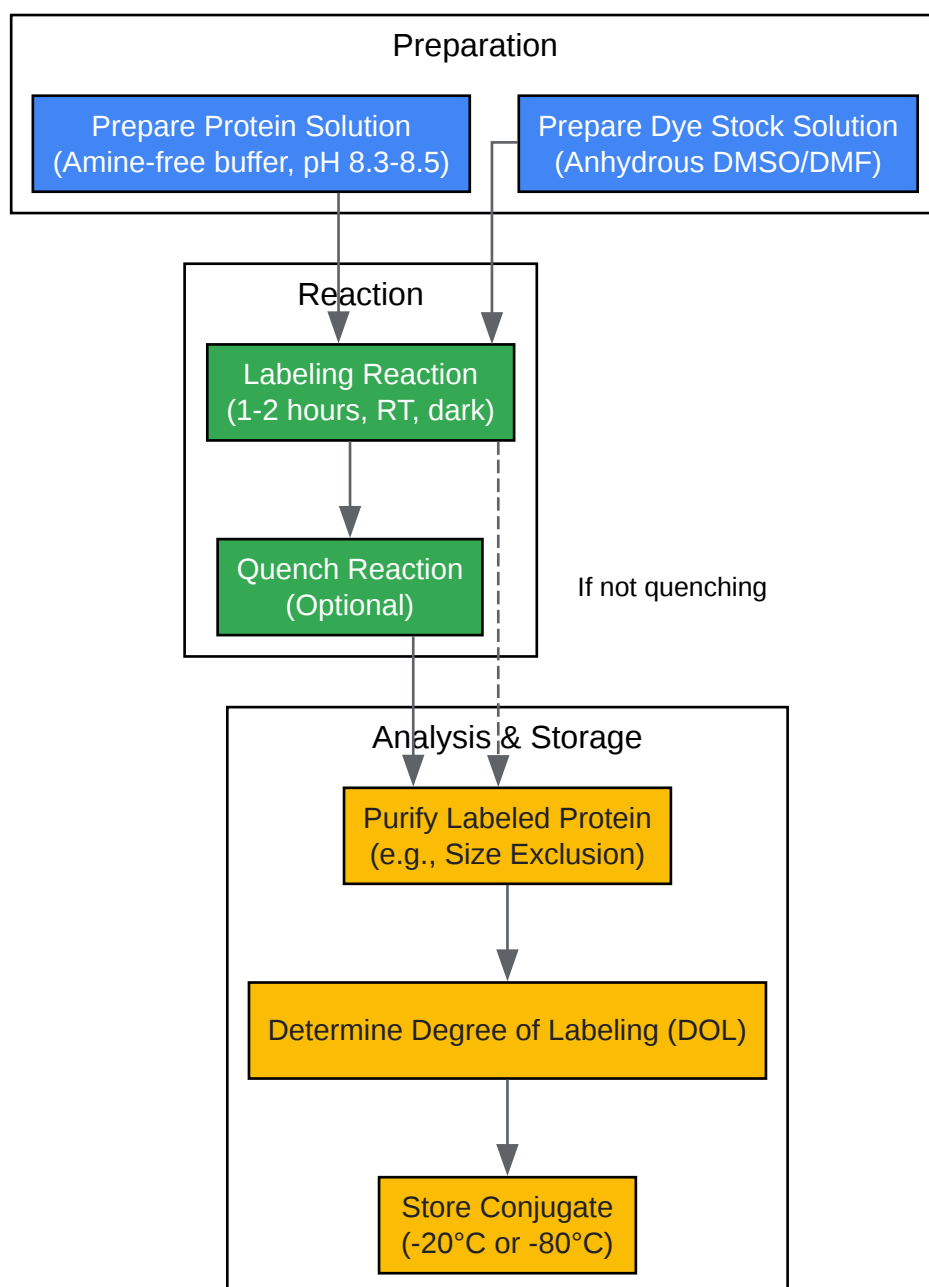 Preparation
Prepare Protein Solution
(Amine-free buffer, pH 8.3-8.5)
Prepare Dye Stock Solution
(Anhydrous DMSO/DMF)
Reaction
Labeling Reaction
(1-2 hours, RT, dark)
Quench Reaction
(Optional)
If not quenching
Analysis & Storage
Purify Labeled Protein
(e.g., Size Exclusion)
Determine Degree of Labeling (DOL)
Store Conjugate
(-20°C or -80°C)